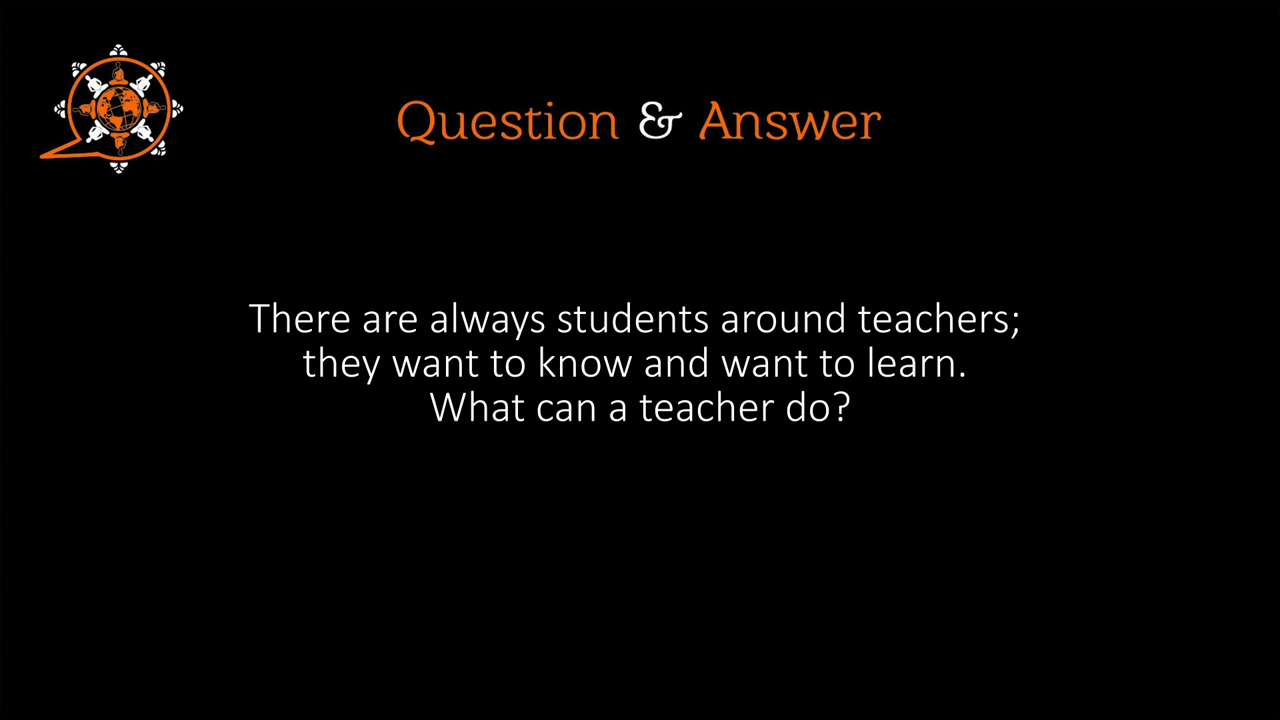 Question & Answer
There are always students around teachers;
they want to know and want to learn.
What can a teacher do?